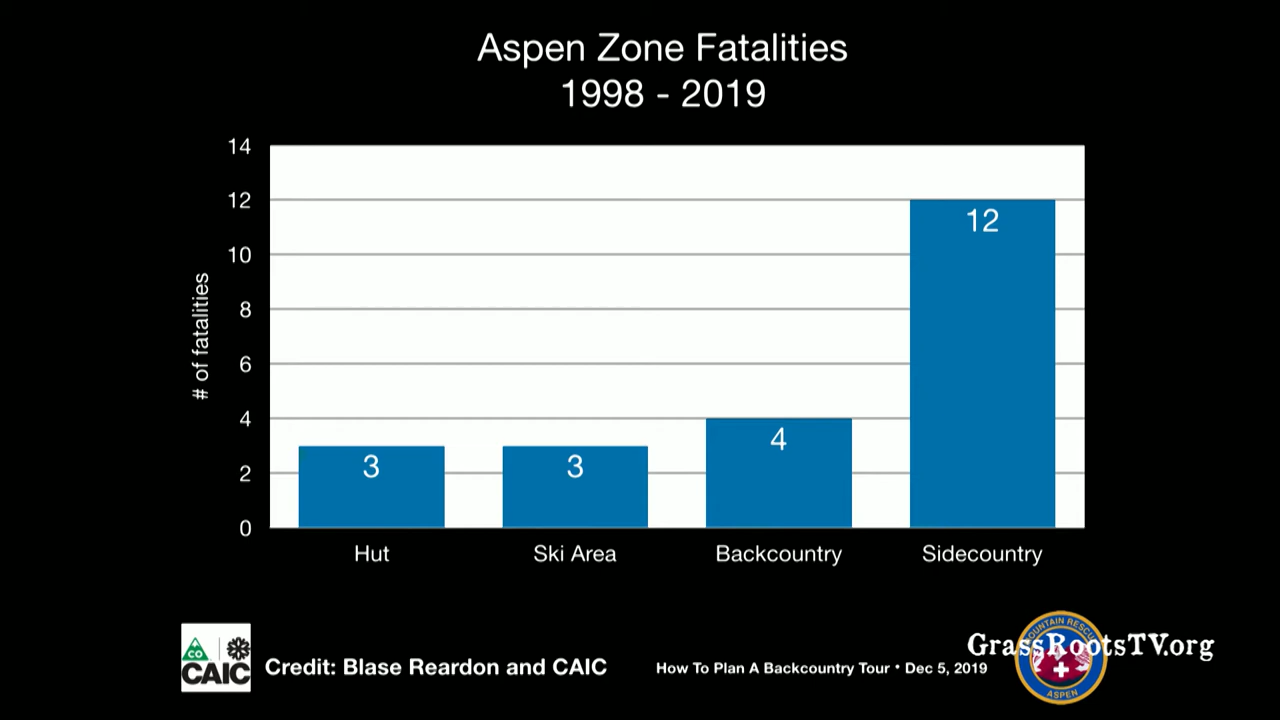 Aspen Zone Fatalities
1998 - 2019
# of fatalities
14
12
10
8
6
4
2
0
3
3
4
12
Hut
Ski Area
Backcountry
Sidecountry
CO
CAIC
Credit: Blase Reardon and CAIC
How To Plan A Backcountry Tour • Dec 5, 2019
MOUNTAIN RESCUE
GrassRootsTV.org
ASPEN